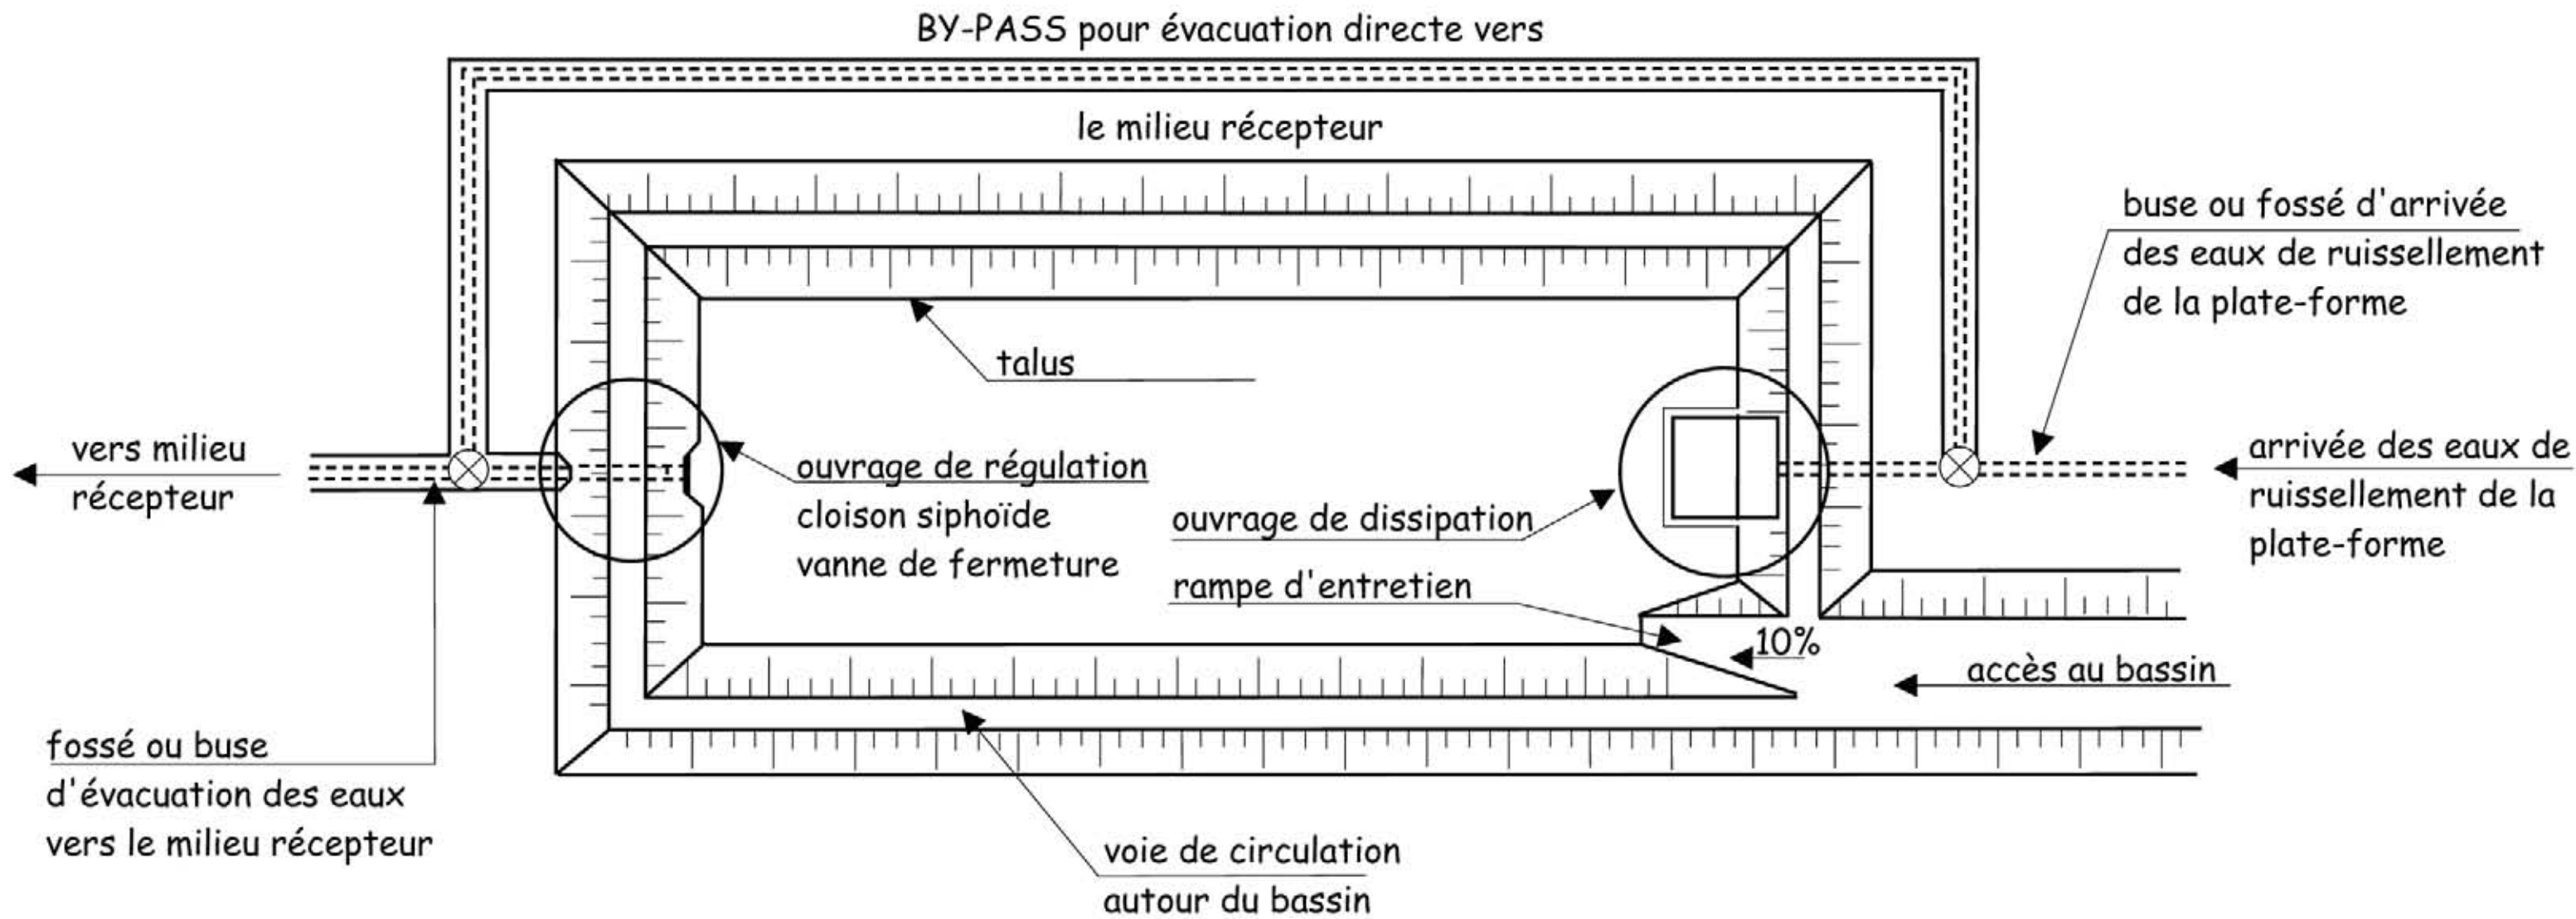 BY-PASS pour évacuation directe vers
le milieu récepteur
buse ou fossé d'arrivée
des eaux de ruissellement
de la plate-forme
talus
vers milieu
récepteur
ouvrage de régulation
cloison siphoïde
vanne de fermeture
ouvrage de dissipation
rampe d'entretien
arrivée des eaux de
ruissellement de la
plate-forme
10%
accès au bassin
fossé ou buse
d'évacuation des eaux
vers le milieu récepteur
voie de circulation
autour du bassin